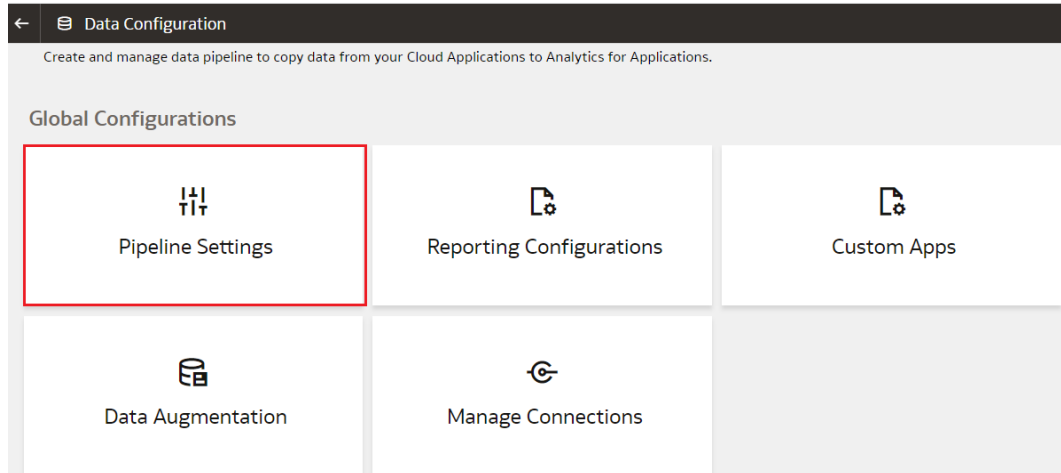 Data Configuration
Create and manage data pipeline to copy data from your Cloud Applications to Analytics for Applications.
Global Configurations
Pipeline Settings
Reporting Configurations
Custom Apps
Data Augmentation
Manage Connections